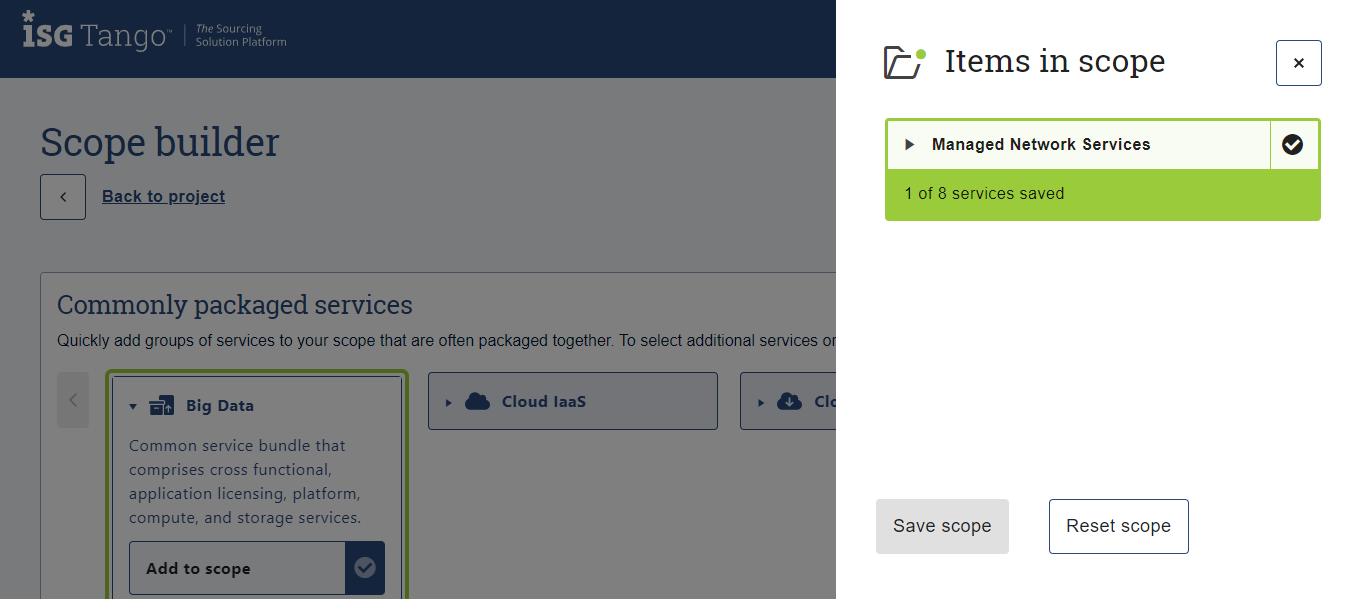 ISG Tango™
The Sourcing
Solution Platform
Scope builder
Back to project
Commonly packaged services
Quickly add groups of services to your scope that are often packaged together. To select additional services or
Big Data
Common service bundle that
comprises cross functional,
application licensing, platform,
compute, and storage services.
Add to scope
Cloud IaaS
Clo
Items in scope
Managed Network Services
1 of 8 services saved
Save scope
Reset scope